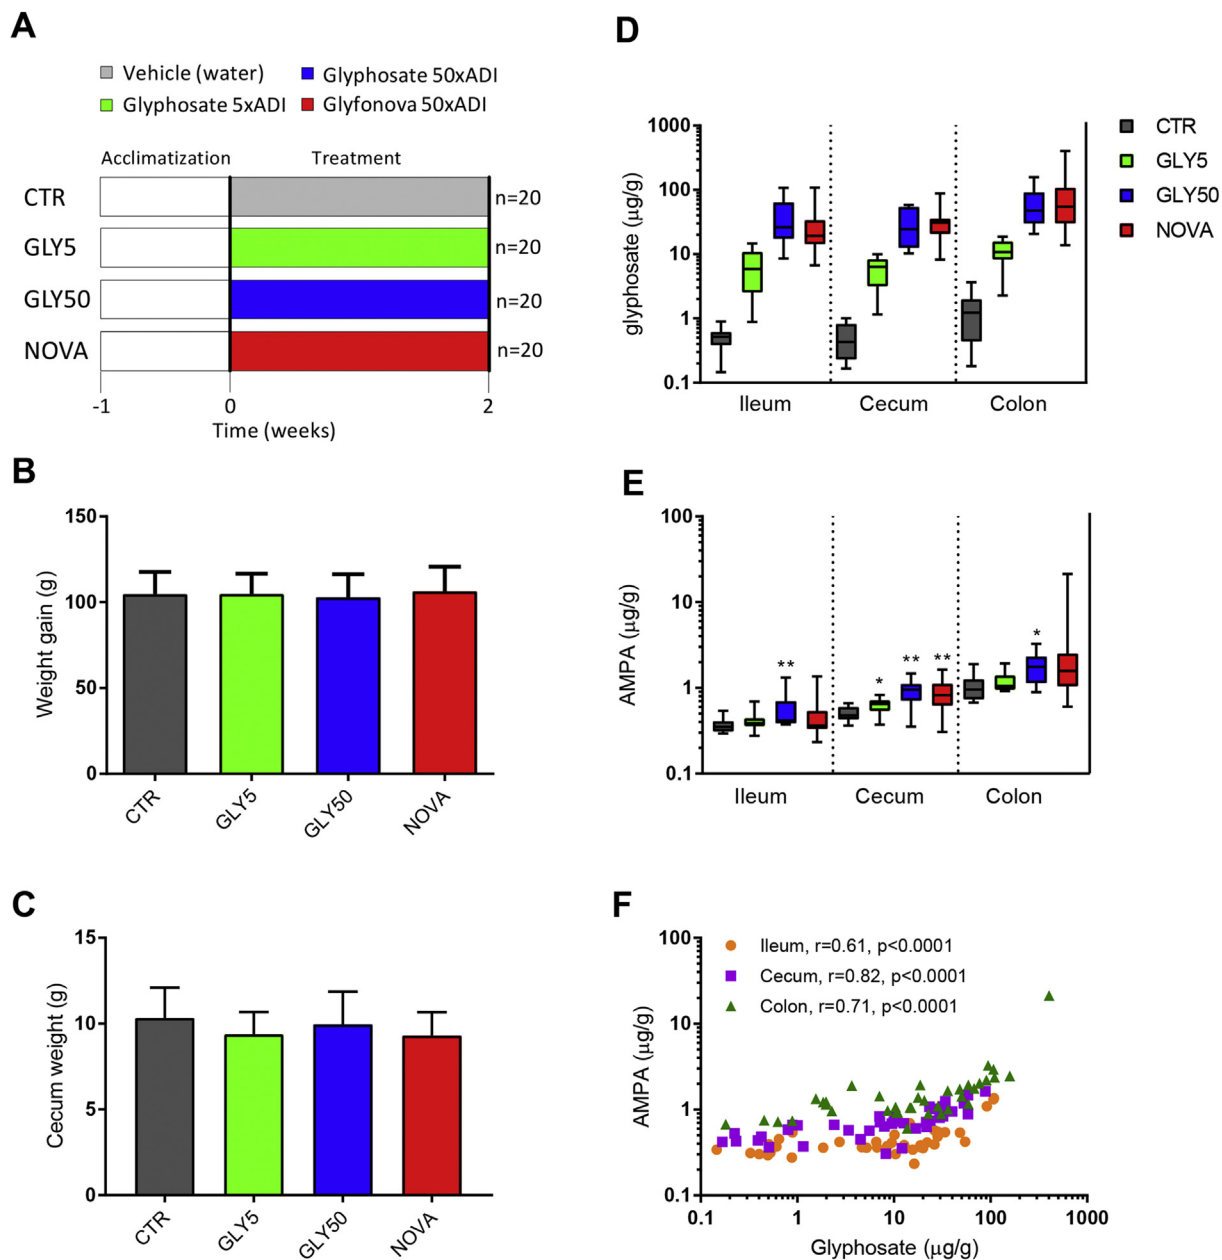 A
Vehicle (water)
Glyphosate 50xADI
Glyphosate 5xADI
Glyfonova 50xADI
Acclimatization
Treatment
CTR
n=20
GLY5
n=20
GLY50
n=20
NOVA
n=20
-1
0
2
Time (weeks)
B
Weight gain (g)
150
100
50
0
CTR
GLY5
GLY50
NOVA
C
Cecum weight (g)
15
10
5
0
CTR
GLY5
GLY50
NOVA
D
glyphosate (µg/g)
1000
100
10
1
0.1
Ileum
Cecum
Colon
CTR
GLY5
GLY50
NOVA
E
AMPA (µg/g)
100
10
1
0.1
**
*
**
**
*
Ileum
Cecum
Colon
F
AMPA (µg/g)
100
10
1
0.1
Ileum, r=0.61, p<0.0001
Cecum, r=0.82, p<0.0001
Colon, r=0.71, p<0.0001
0.1
1
10
100
1000
Glyphosate (µg/g)